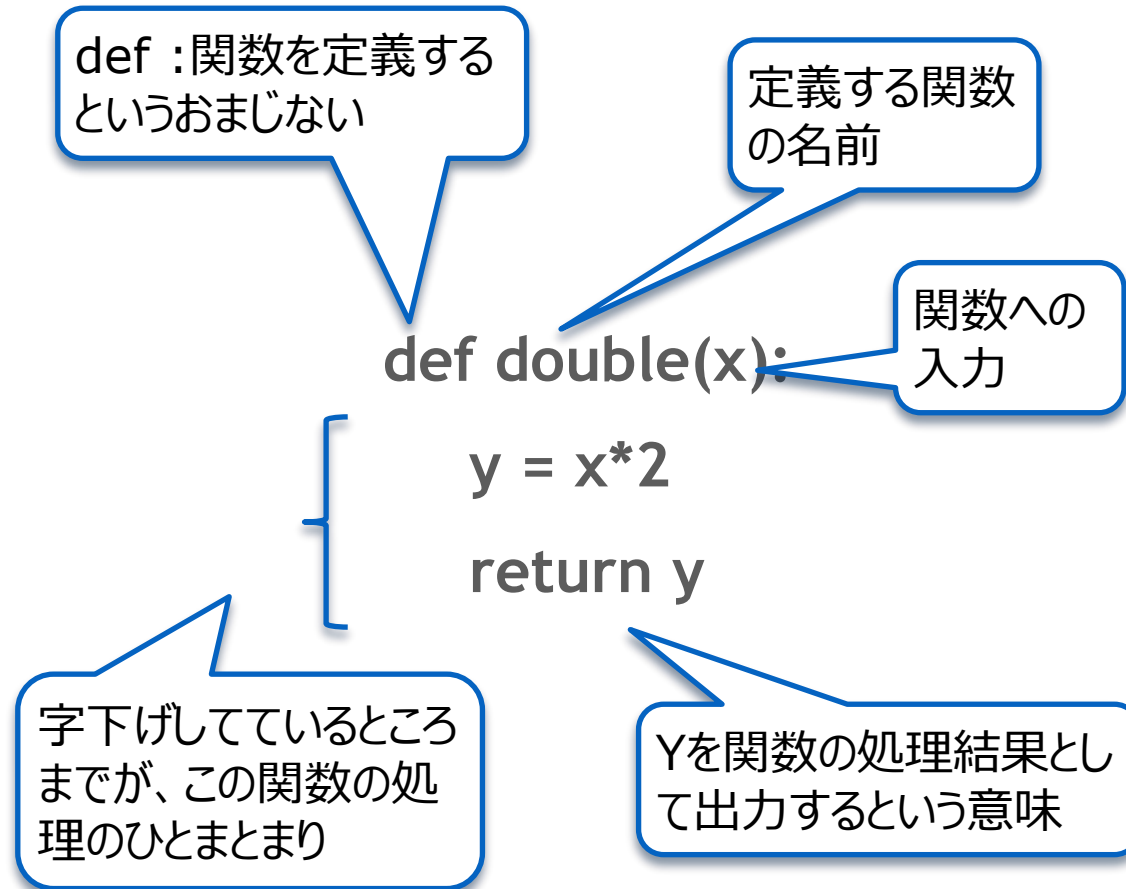 def :関数を定義する
というおまじない
定義する関数
の名前
関数への
入力
def double(x):
y = x*2
return y
字下げしてているところ
までが、この関数の処
理のひとまとまり
Yを関数の処理結果とし
て出力するという意味